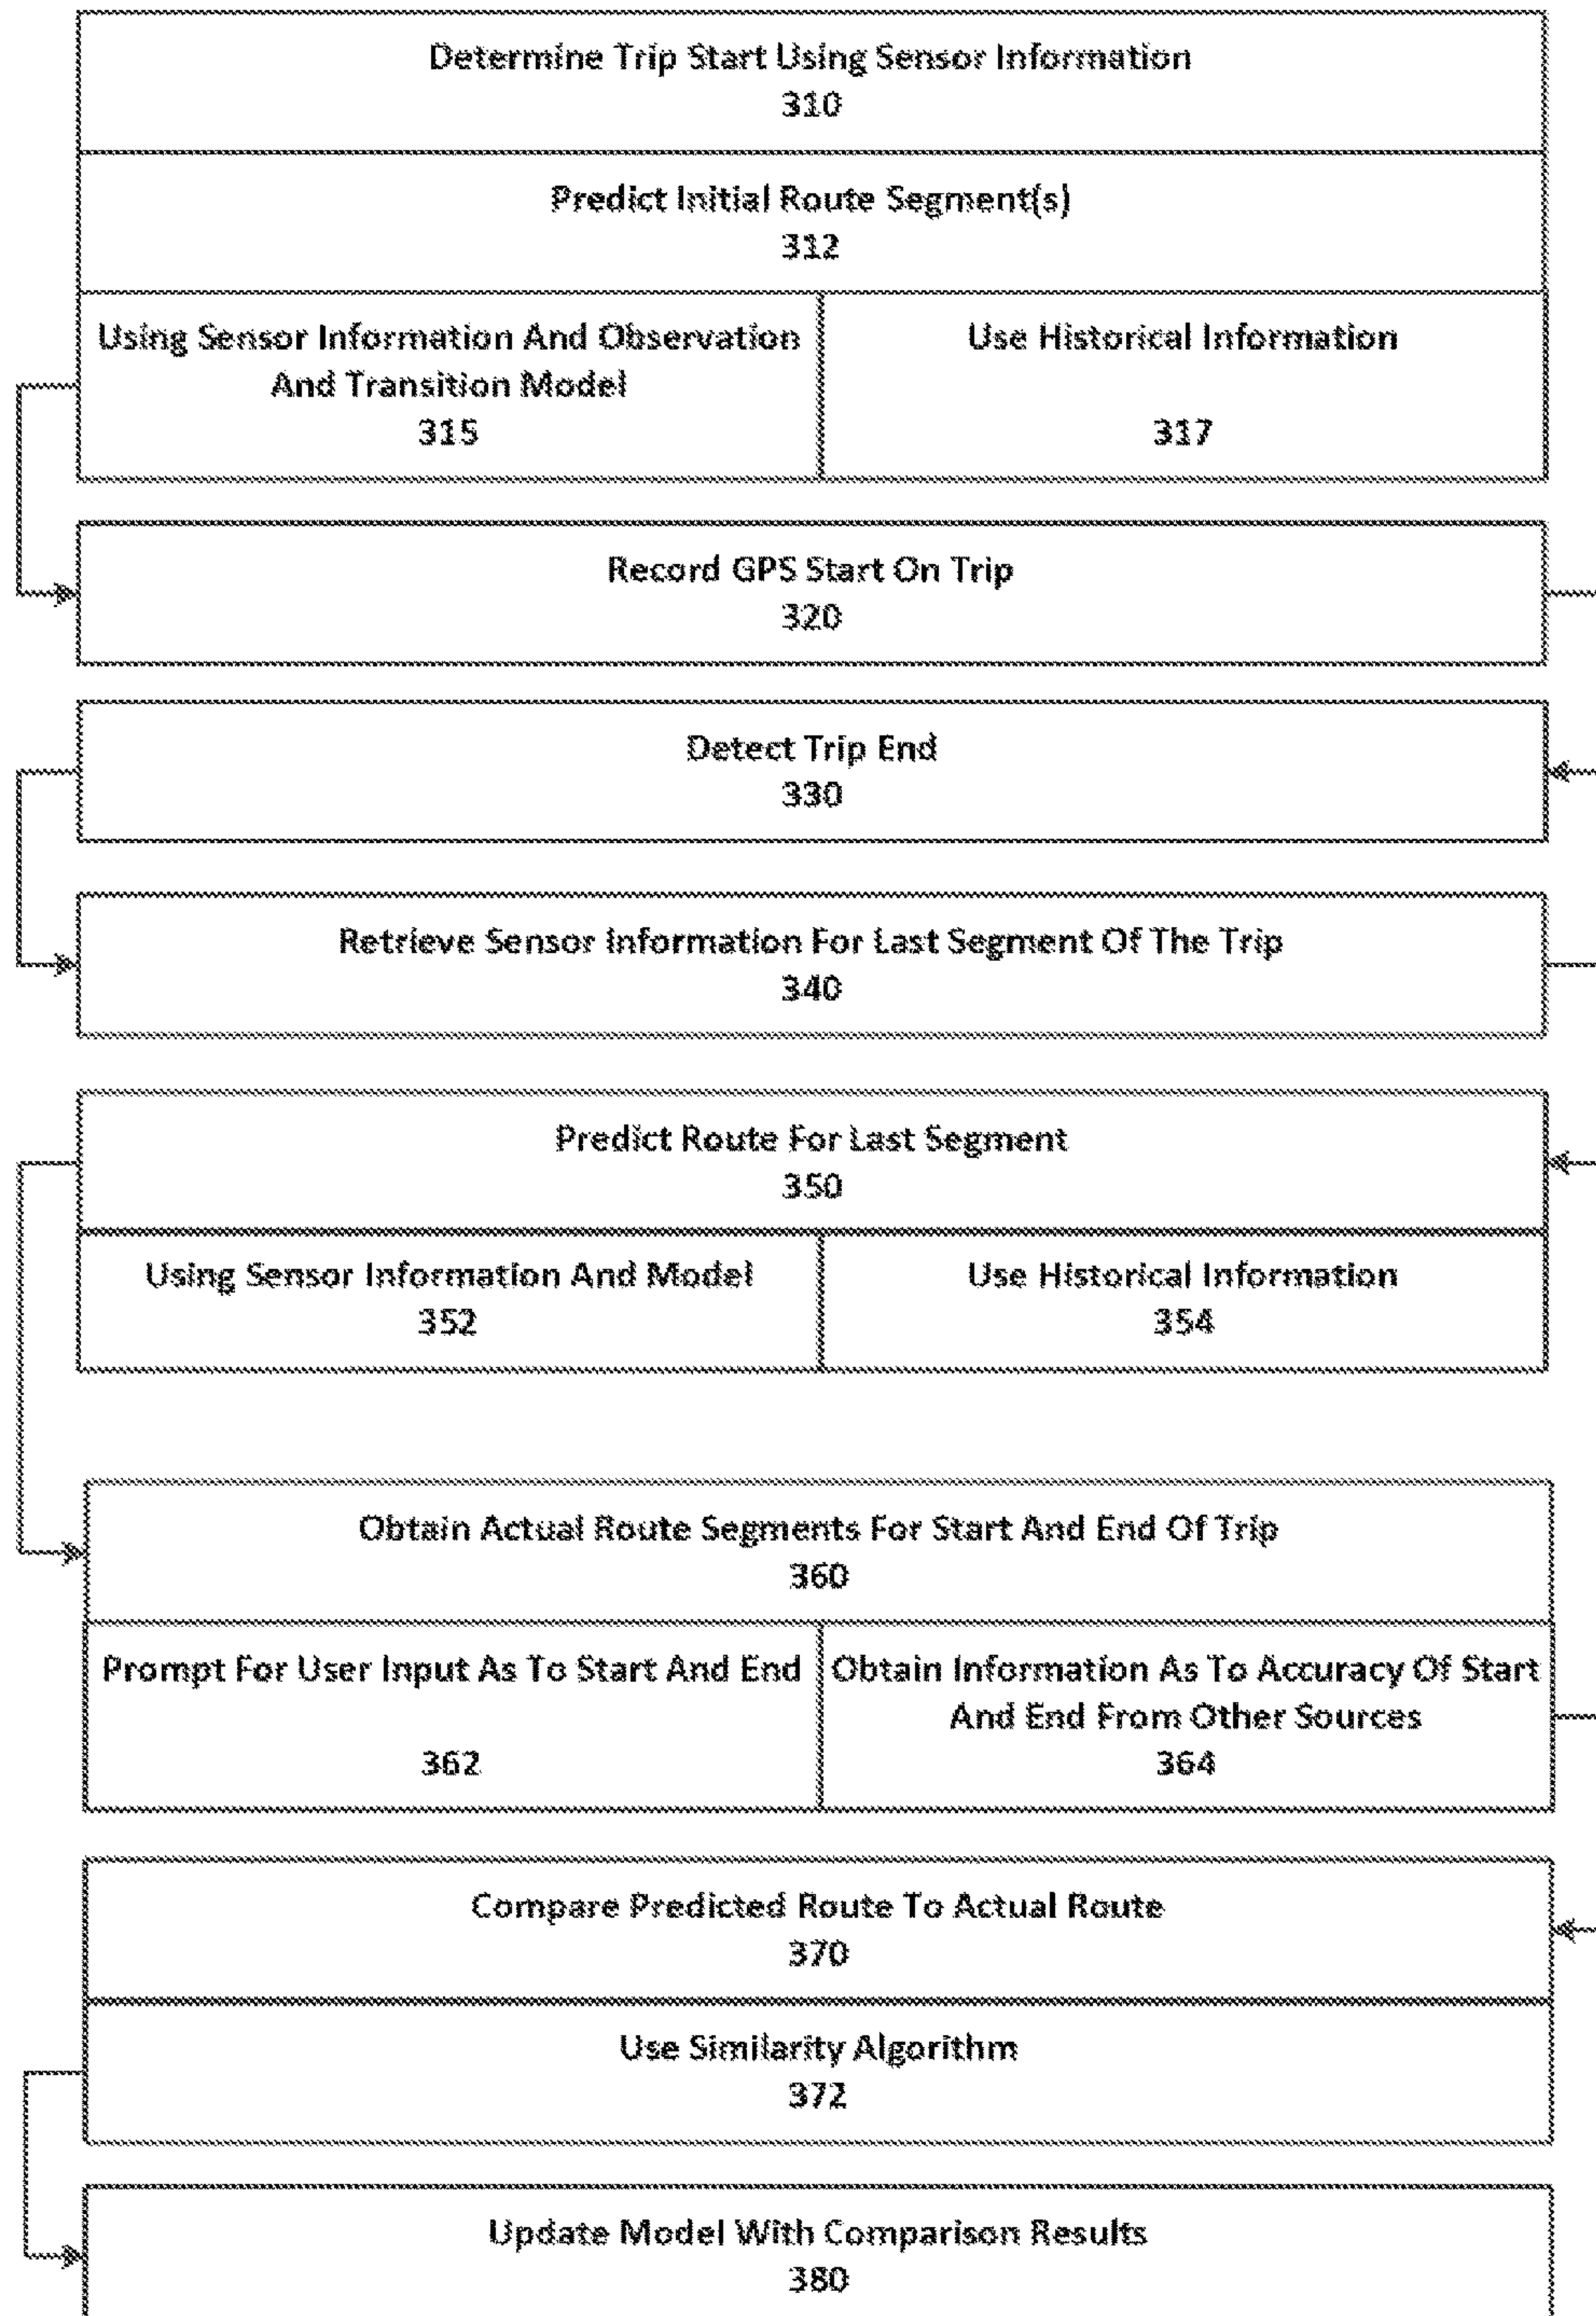 Determine Trip Start Using Sensor Information
310
Predict Initial Route Segment(s)
312
Using Sensor Information And Observation
And Transition Model
315
Use Historical Information
317
Record GPS Start On Trip
320
Detect Trip End
330
Retrieve Sensor Information For Last Segment Of The Trip
340
Predict Route For Last Segment
350
Using Sensor Information And Model
352
Use Historical Information
354
Obtain Actual Route Segments For Start And End Of Trip
360
Prompt For User Input As To Start And End
362
Obtain Information As To Accuracy Of Start
And End From Other Sources
364
Compare Predicted Route To Actual Route
370
Use Similarity Algorithm
372
Update Model With Comparison Results
380